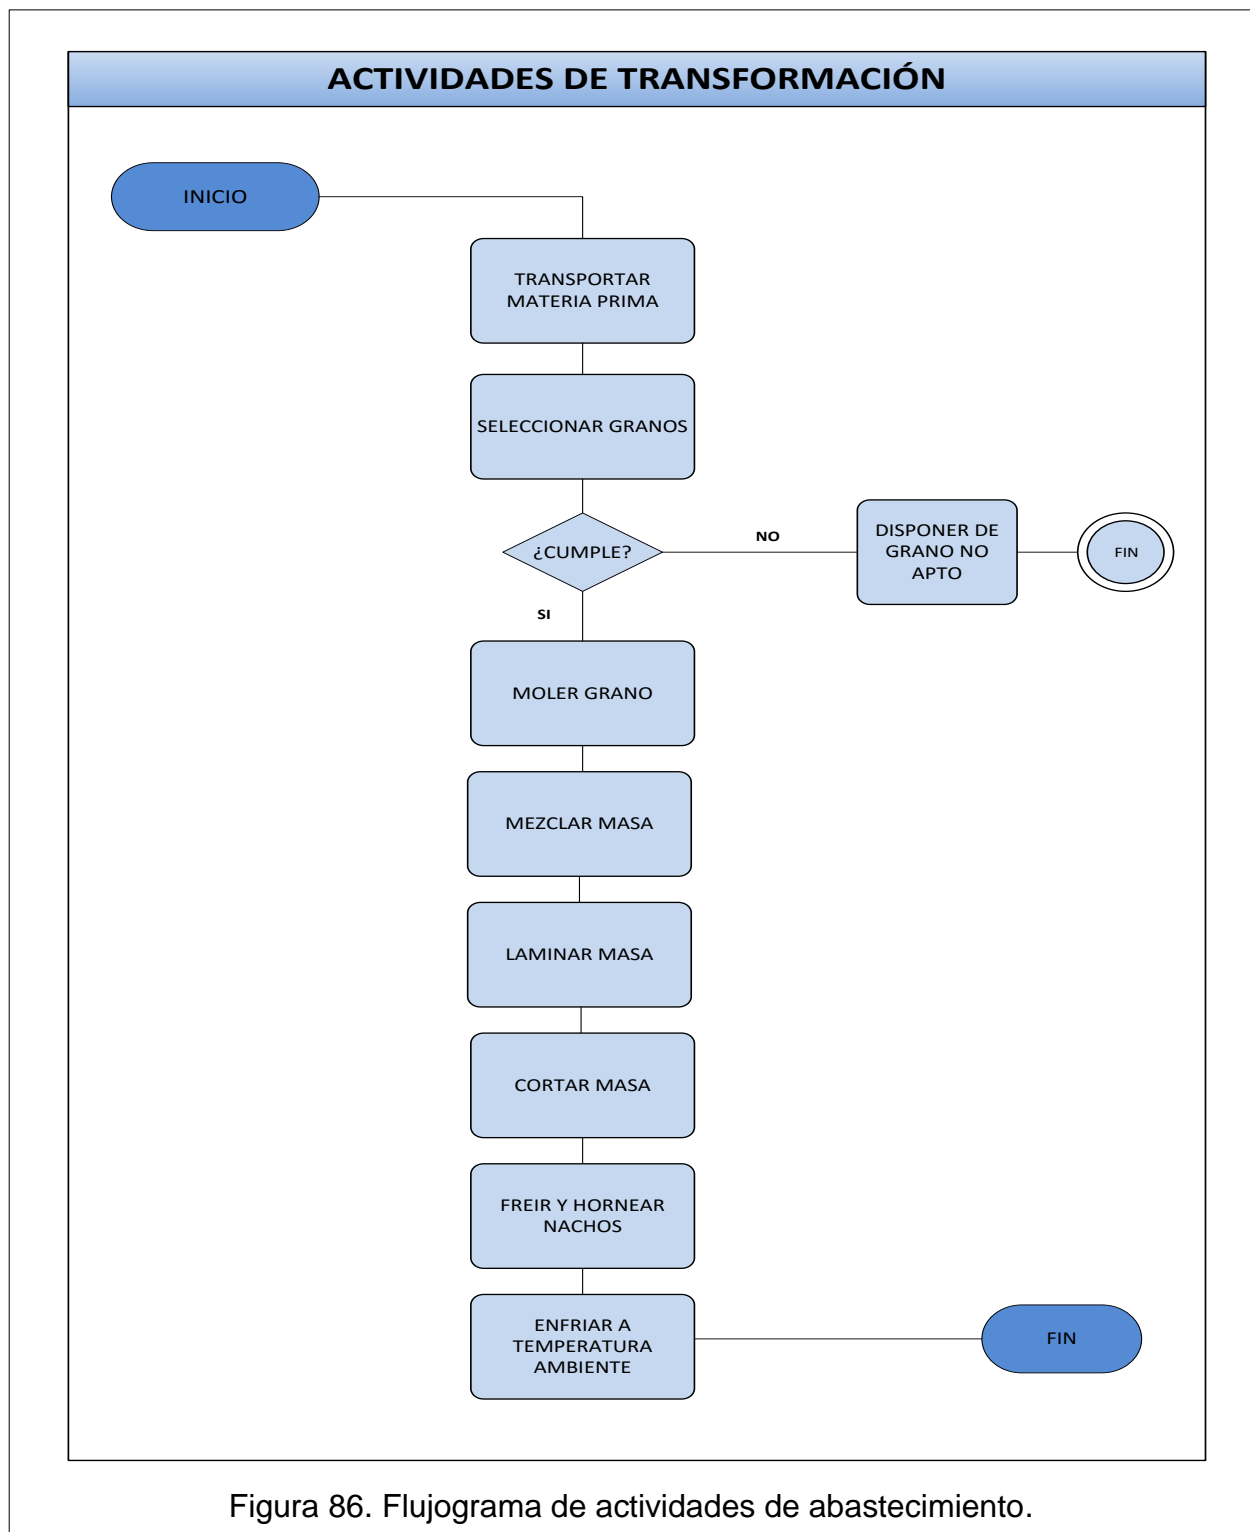 ACTIVIDADES DE TRANSFORMACIÓN
INICIO
TRANSPORTAR
MATERIA PRIMA
SELECCIONAR GRANOS
¿CUMPLE?
NO
DISPONER DE
GRANO NO
APTO
FIN
SI
MOLER GRANO
MEZCLAR MASA
LAMINAR MASA
CORTAR MASA
FREIR Y HORNEAR
NACHOS
ENFRIAR A
TEMPERATURA
AMBIENTE
FIN
Figura 86. Flujograma de actividades de abastecimiento.